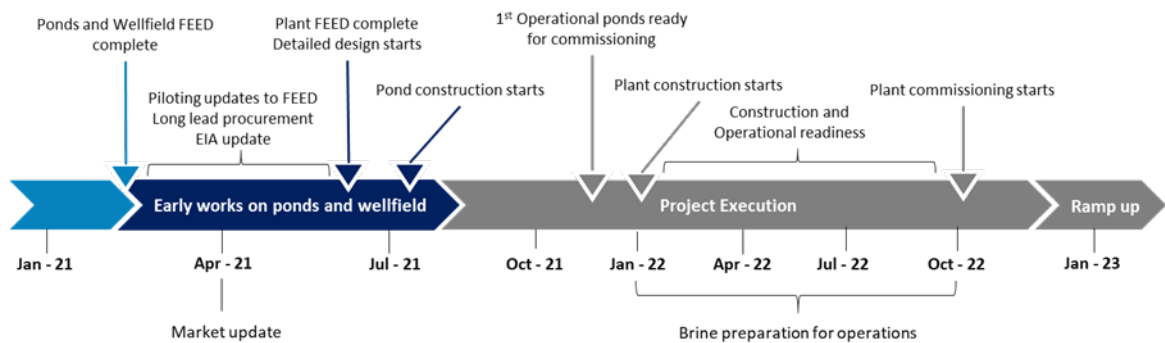 Ponds and Wellfield FEED
complete
Plant FEED complete
Detailed design starts
1st Operational ponds ready
for commissioning
Piloting updates to FEED
Long lead procurement
EIA update
Pond construction starts
Plant construction starts
Construction and
Operational readiness
Plant commissioning starts
Early works on ponds and wellfield
Project Execution
Ramp up
Jan - 21
Apr - 21
Jul - 21
Oct - 21
Jan - 22
Apr - 22
Jul - 22
Oct - 22
Jan - 23
Market update
Brine preparation for operations